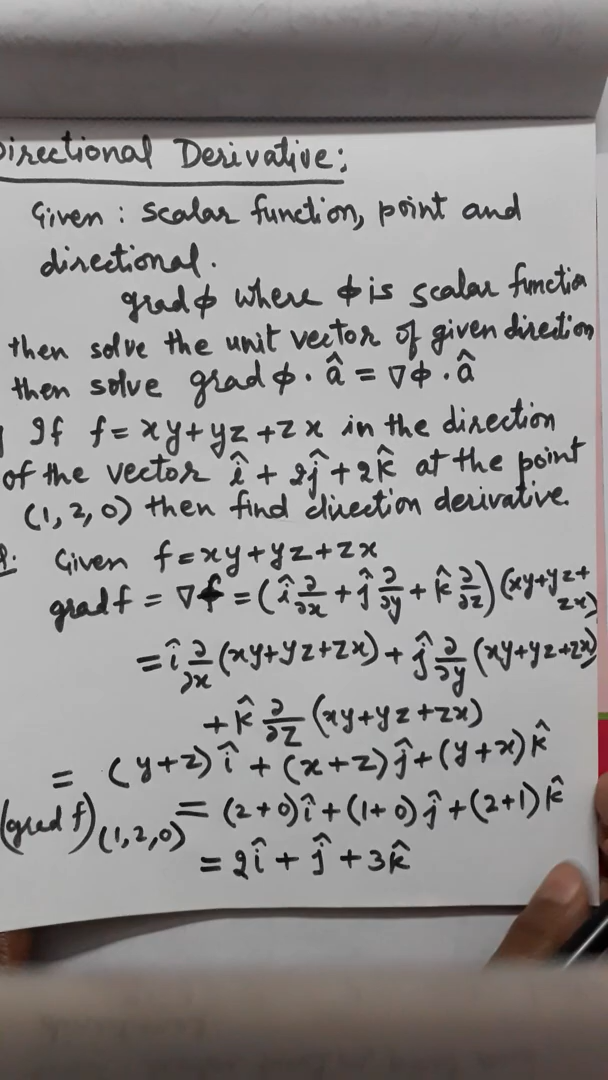 Directional Derivative:
Given : scalar function, point and
directional.
grad ϕ where ϕ is scalar function
then solve the unit vector of given direction
then solve grad ϕ . â = ∇ϕ . â
If f = xy+yz+zx in the direction
of the vector î + 2ĵ + 2k̂ at the point
(1, 2, 0) then find direction derivative.
Given f = xy+yz+zx
grad f = ∇f = (î ∂/∂x + ĵ ∂/∂y + k̂ ∂/∂z) (xy+yz+
zx)
= î ∂/∂x (xy+yz+zx) + ĵ ∂/∂y (xy+yz+zx)
+ k̂ ∂/∂z (xy+yz+zx)
= (y+z) î + (x+z) ĵ + (y+x) k̂
(grad f)(1,2,0) = (2+0) î + (1+0) ĵ + (2+1) k̂
= 2î + ĵ + 3k̂